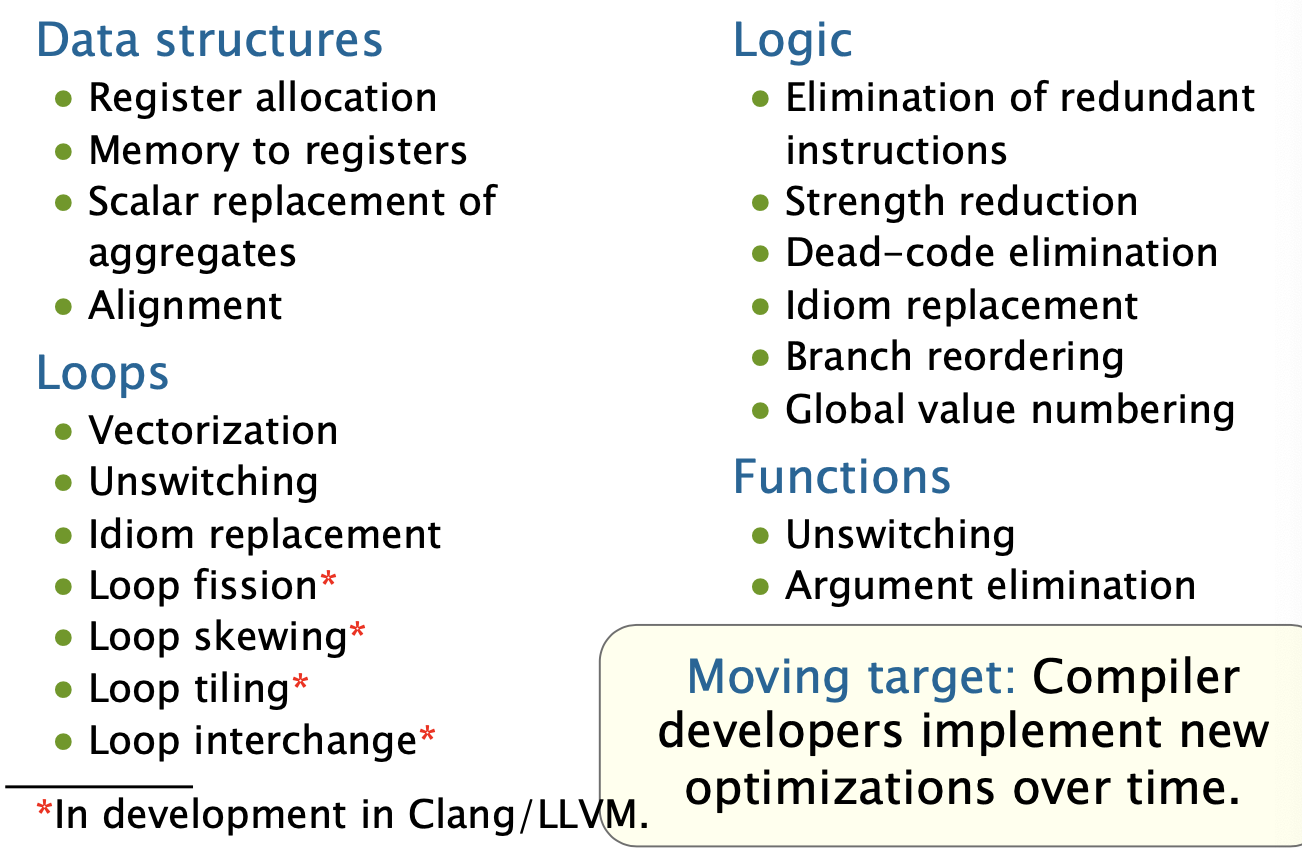 Data structures
• Register allocation
• Memory to registers
• Scalar replacement of
aggregates
• Alignment
Loops
• Vectorization
• Unswitching
• Idiom replacement
• Loop fission*
• Loop skewing*
• Loop tiling*
• Loop interchange*
*In development in Clang/LLVM.
Logic
• Elimination of redundant
instructions
• Strength reduction
• Dead–code elimination
• Idiom replacement
• Branch reordering
• Global value numbering
Functions
• Unswitching
• Argument elimination
Moving target: Compiler
developers implement new
optimizations over time.